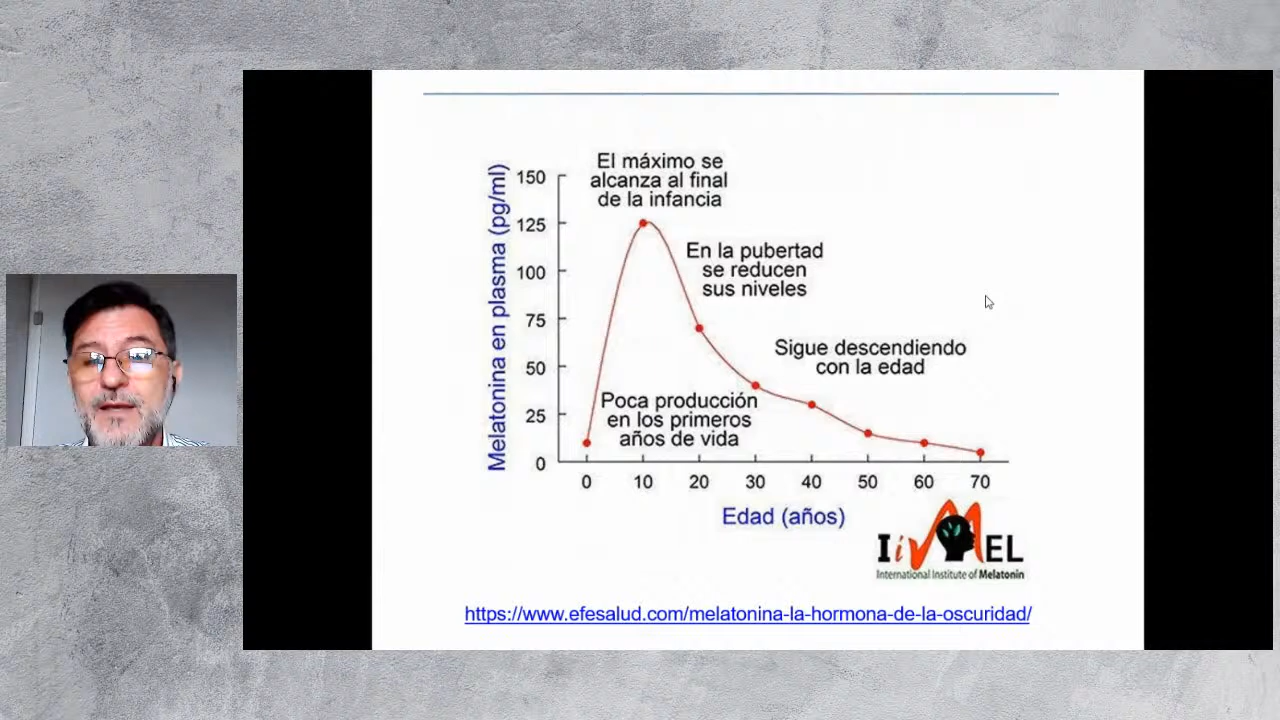 El máximo se
alcanza al final
de la infancia
En la pubertad
se reducen
sus niveles
Sigue descendiendo
con la edad
Poca producción
en los primeros
años de vida
Melatonina en plasma (pg/ml)
150
125
100
75
50
25
0
0 10 20 30 40 50 60 70
Edad (años)
IiMEL
International Institute of Melatonin
https://www.efesalud.com/melatonina-la-hormona-de-la-oscuridad/